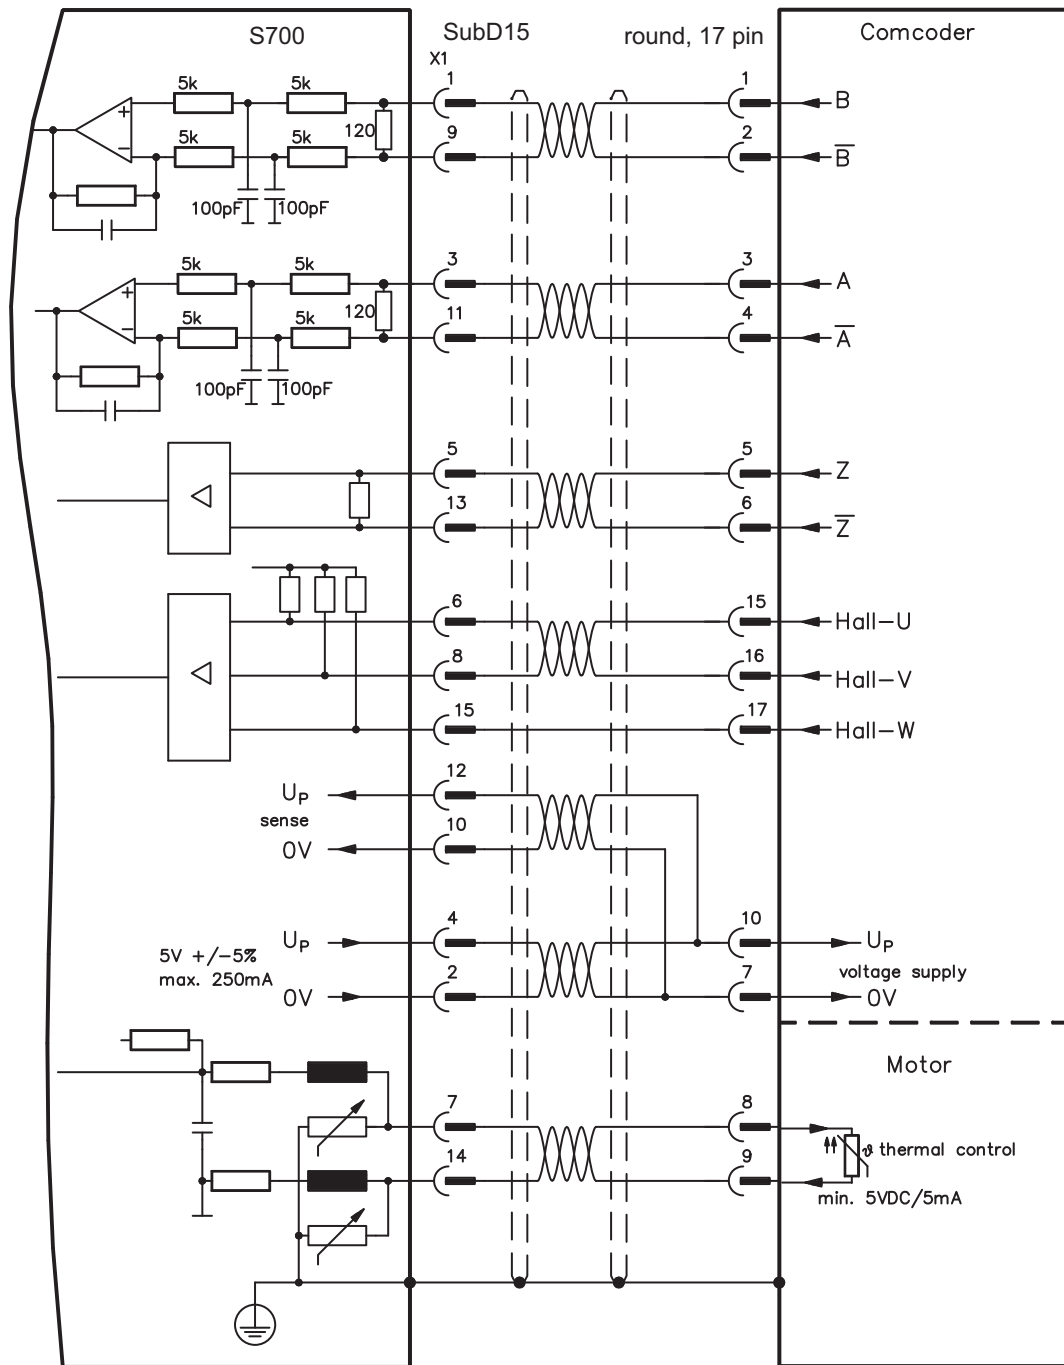 S700 SubD15 round, 17 pin Comcoder
X1
5k 5k 1 1 B
120
5k 5k 9 2 B̅
+
−
100pF 100pF
5k 5k 3 3 A
120
5k 5k 11 4 A̅
+
−
100pF 100pF
5 5 Z
13 6 Z̅
6 15 Hall-U
8 16 Hall-V
15 17 Hall-W
UP 12
sense
0V 10
UP 4 10 UP
5V +/-5%
max. 250mA
voltage supply
0V 2 7 0V
Motor
7 8
ϑ thermal control
14 9
min. 5VDC/5mA